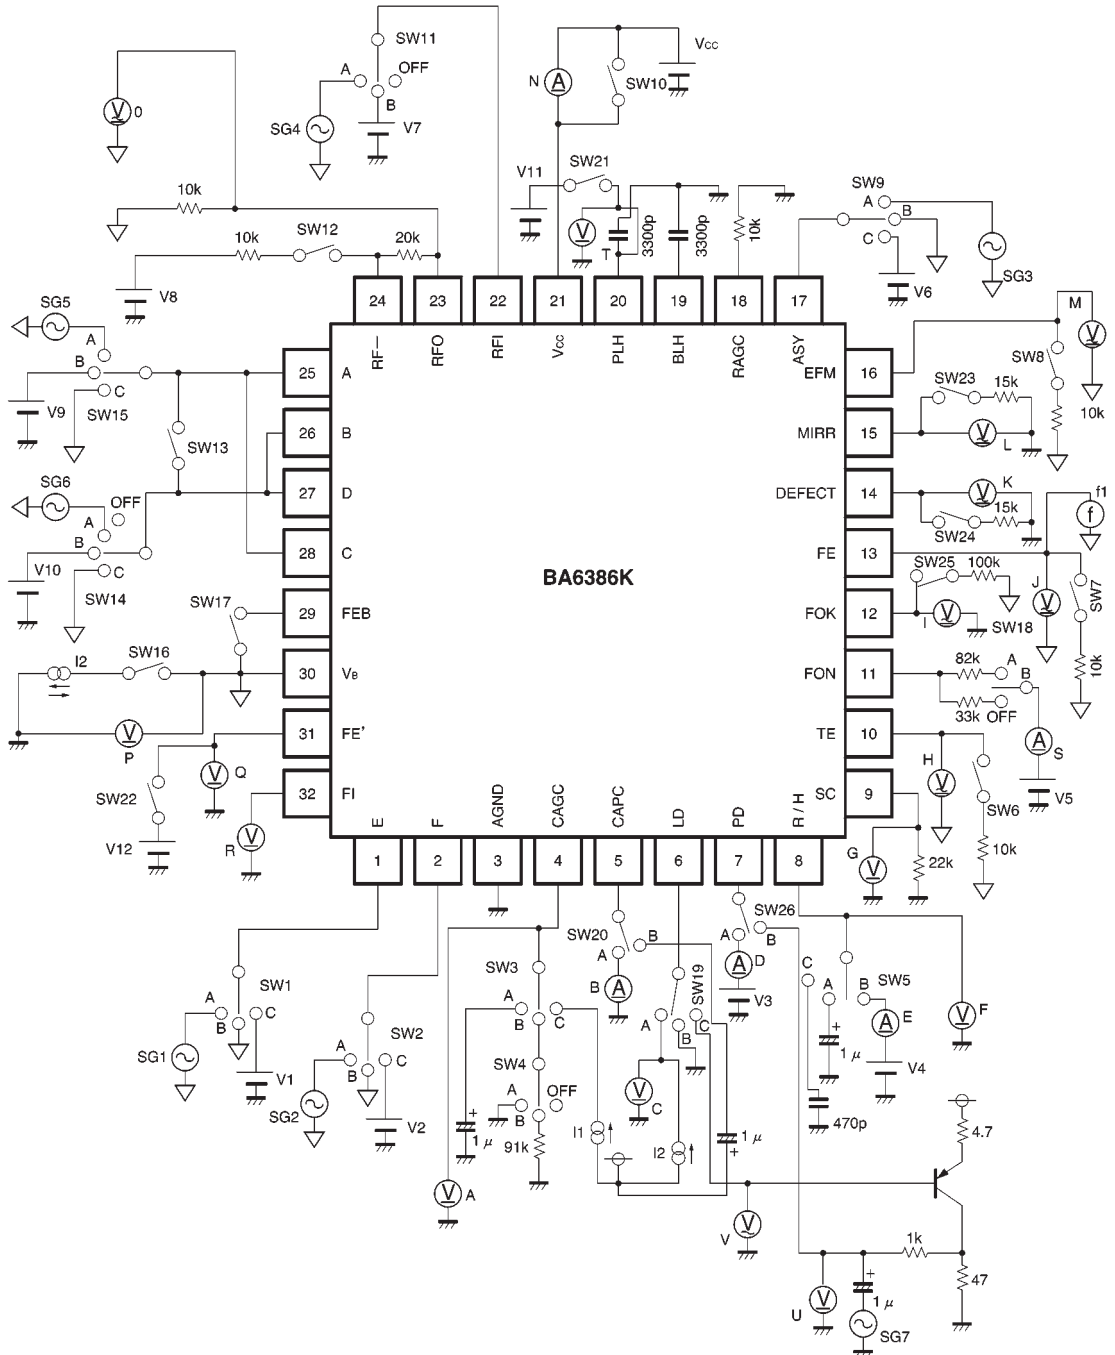 SW11
A
OFF
B
SG4
V7
V
0
N
A
Vcc
SW10
V11
SW21
V
T
3300p
3300p
10k
SW9
A
B
C
V6
SG3
10k
10k
SW12
20k
V8
24
23
22
21
20
19
18
17
RF−
RFO
RFI
Vcc
PLH
BLH
RAGC
ASY
SG5
A
B
C
V9
SW15
SW13
SG6
OFF
A
B
C
V10
SW14
SW17
I2
SW16
V
P
V
Q
SW22
V12
R
V
25
A
26
B
27
D
28
C
29
FEB
30
VB
31
FE'
32
FI
BA6386K
EFM
16
MIRR
15
DEFECT
14
FE
13
FOK
12
FON
11
TE
10
SC
9
M
V
SW8
10k
SW23
15k
V
L
V
K
15k
SW24
f1
f
SW25
100k
V
I
SW18
J
V
SW7
10k
82k
A
B
33k
OFF
A
S
V5
H
V
SW6
10k
G
V
22k
E
F
AGND
CAGC
CAPC
LD
PD
R / H
1
2
3
4
5
6
7
8
SW1
A
B
C
SG1
V1
SW2
A
B
C
SG2
V2
SW3
A
B
C
SW4
A
B
OFF
+
1 μ
91k
V
A
I1
SW20
A
B
B
A
SW19
A
B
C
V
C
I2
1 μ
+
SW26
A
B
A
D
V3
C
A
B
SW5
+
1 μ
A
E
V4
470p
V
F
4.7
V
V
1k
47
U
V
+
1 μ
SG7